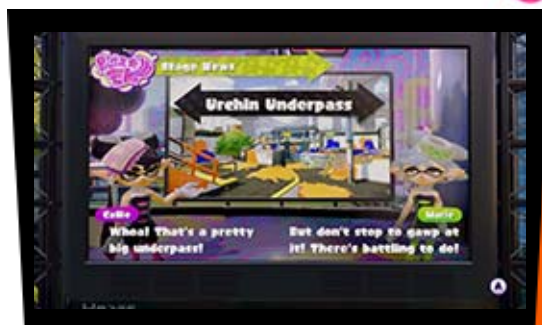 Stage News
Urchin Underpass
Callie
Marie
Whoa! That's a pretty
big underpass!
But don't stop to gawp at
it! There's battling to do!
A